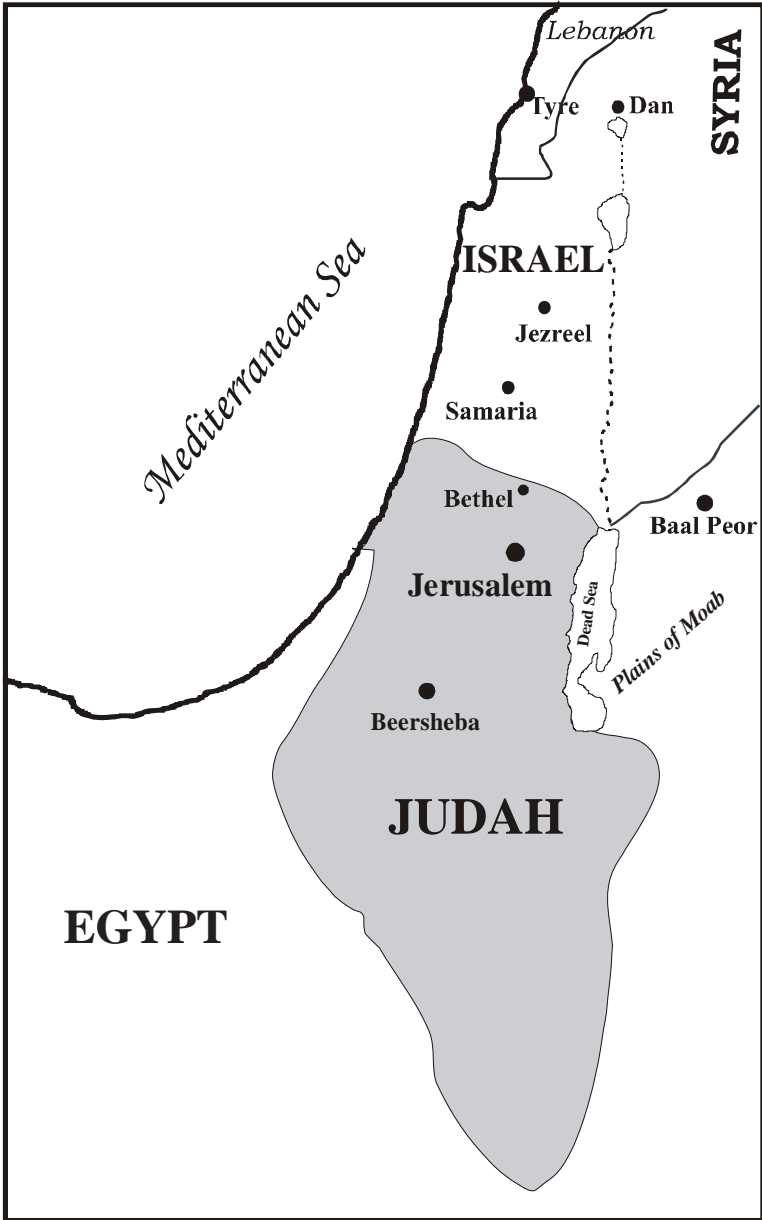 Lebanon
SYRIA
Tyre
Dan
Mediterranean Sea
ISRAEL
Jezreel
Samaria
Bethel
Baal Peor
Jerusalem
Dead Sea
Plains of Moab
Beersheba
JUDAH
EGYPT